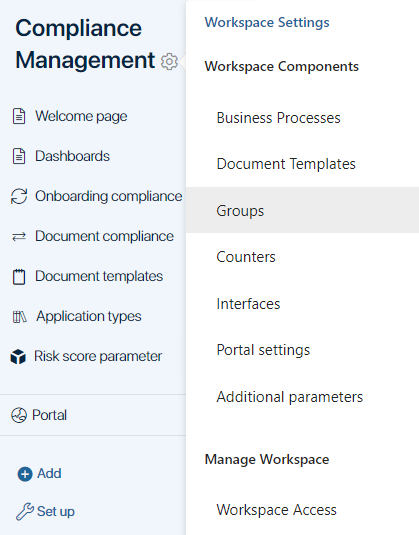 Compliance
Management
Welcome page
Dashboards
Onboarding compliance
Document compliance
Document templates
Application types
Risk score parameter
Portal
Add
Set up
Workspace Settings
Workspace Components
Business Processes
Document Templates
Groups
Counters
Interfaces
Portal settings
Additional parameters
Manage Workspace
Workspace Access